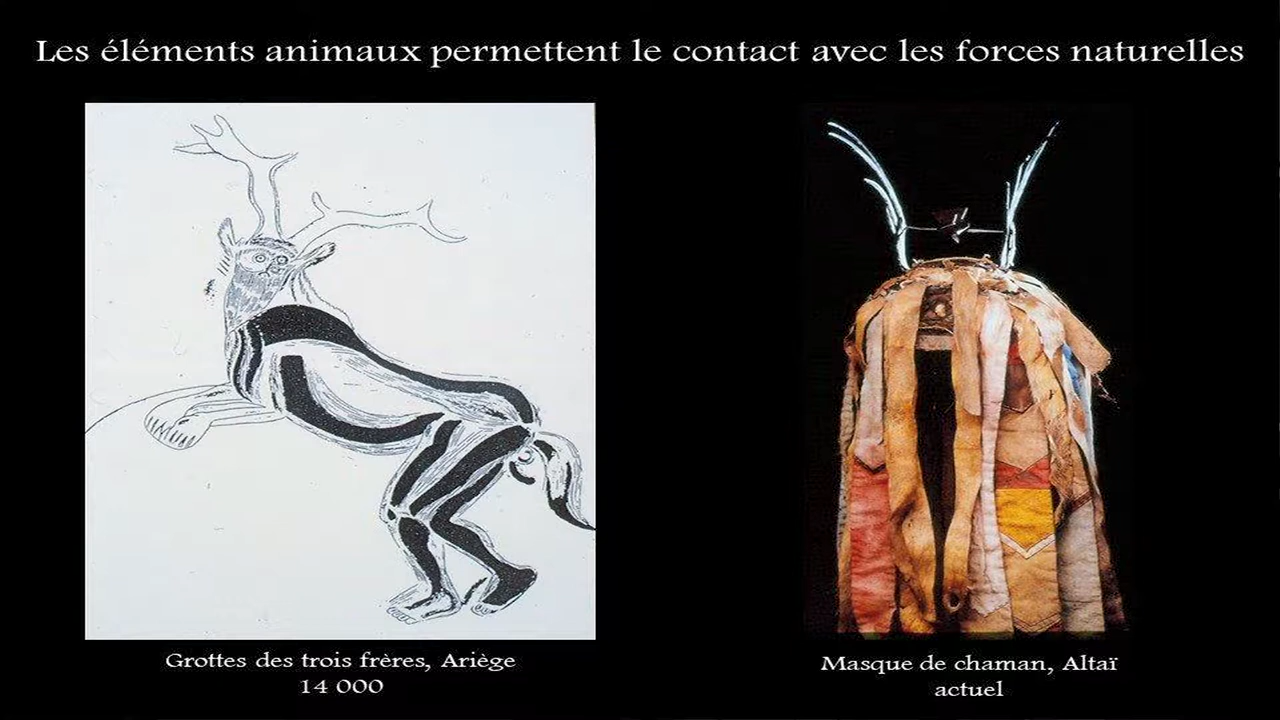 Les éléments animaux permettent le contact avec les forces naturelles
Grottes des trois frères, Ariège
14 000
Masque de chaman, Altaï
actuel